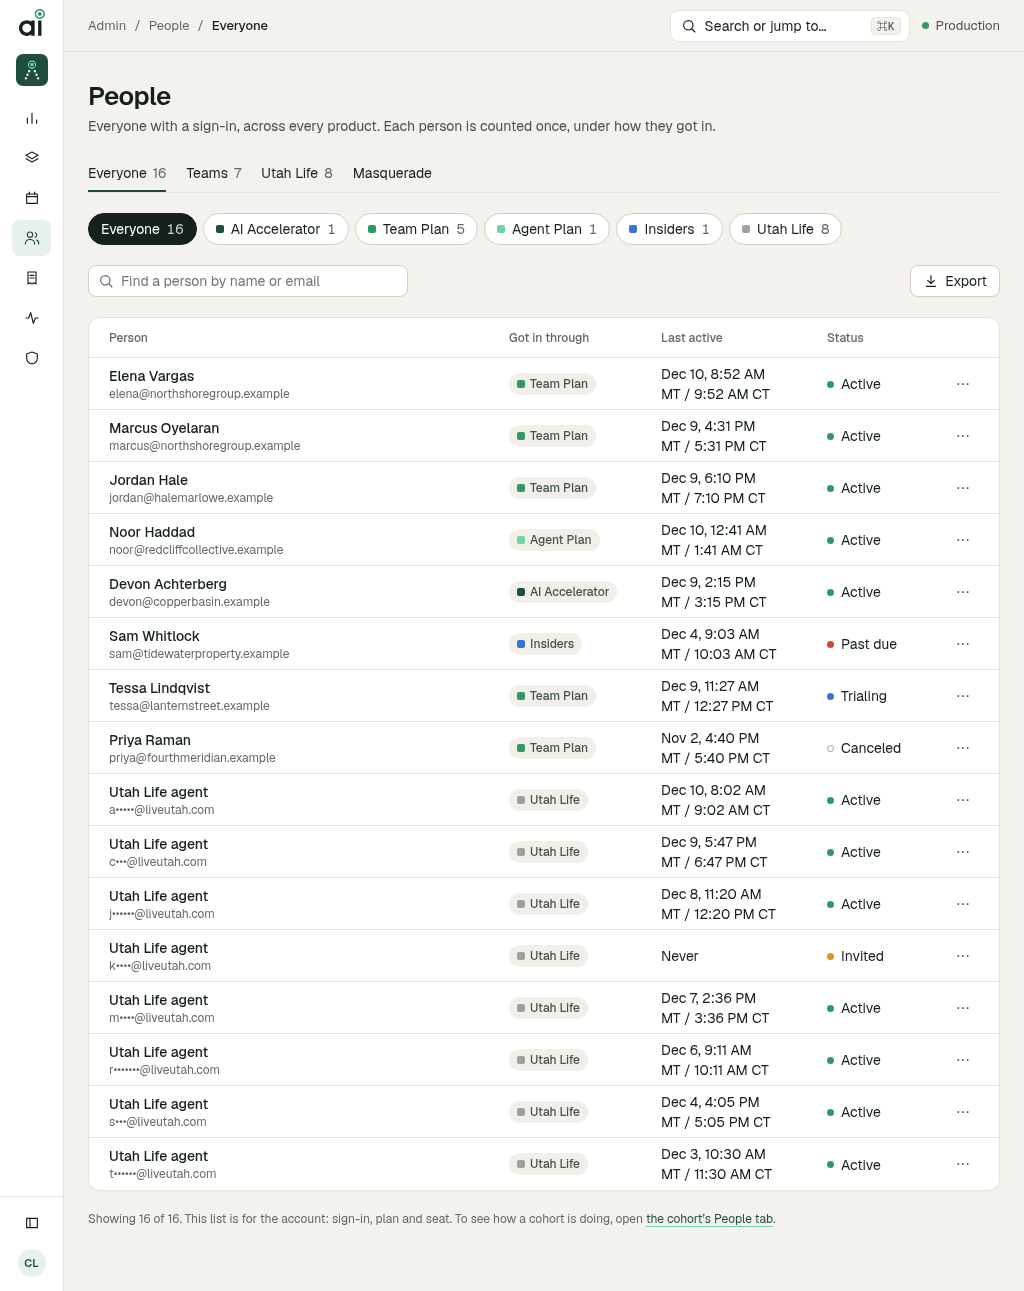 ai
Admin / People / Everyone
Search or jump to…
⌘K
Production
People
Everyone with a sign-in, across every product. Each person is counted once, under how they got in.
Everyone 16
Teams 7
Utah Life 8
Masquerade
Everyone 16
AI Accelerator 1
Team Plan 5
Agent Plan 1
Insiders 1
Utah Life 8
Find a person by name or email
Export
Person
Got in through
Last active
Status
Elena Vargas
elena@northshoregroup.example
Team Plan
Dec 10, 8:52 AM
MT / 9:52 AM CT
Active
Marcus Oyelaran
marcus@northshoregroup.example
Team Plan
Dec 9, 4:31 PM
MT / 5:31 PM CT
Active
Jordan Hale
jordan@halemarlowe.example
Team Plan
Dec 9, 6:10 PM
MT / 7:10 PM CT
Active
Noor Haddad
noor@redcliffcollective.example
Agent Plan
Dec 10, 12:41 AM
MT / 1:41 AM CT
Active
Devon Achterberg
devon@copperbasin.example
AI Accelerator
Dec 9, 2:15 PM
MT / 3:15 PM CT
Active
Sam Whitlock
sam@tidewaterproperty.example
Insiders
Dec 4, 9:03 AM
MT / 10:03 AM CT
Past due
Tessa Lindqvist
tessa@lanternstreet.example
Team Plan
Dec 9, 11:27 AM
MT / 12:27 PM CT
Trialing
Priya Raman
priya@fourthmeridian.example
Team Plan
Nov 2, 4:40 PM
MT / 5:40 PM CT
Canceled
Utah Life agent
a•••••@liveutah.com
Utah Life
Dec 10, 8:02 AM
MT / 9:02 AM CT
Active
Utah Life agent
c•••@liveutah.com
Utah Life
Dec 9, 5:47 PM
MT / 6:47 PM CT
Active
Utah Life agent
j••••••@liveutah.com
Utah Life
Dec 8, 11:20 AM
MT / 12:20 PM CT
Active
Utah Life agent
k••••@liveutah.com
Utah Life
Never
Invited
Utah Life agent
m••••@liveutah.com
Utah Life
Dec 7, 2:36 PM
MT / 3:36 PM CT
Active
Utah Life agent
r•••••••@liveutah.com
Utah Life
Dec 6, 9:11 AM
MT / 10:11 AM CT
Active
Utah Life agent
s•••@liveutah.com
Utah Life
Dec 4, 4:05 PM
MT / 5:05 PM CT
Active
Utah Life agent
t••••••@liveutah.com
Utah Life
Dec 3, 10:30 AM
MT / 11:30 AM CT
Active
Showing 16 of 16. This list is for the account: sign-in, plan and seat. To see how a cohort is doing, open the cohort's People tab.
CL